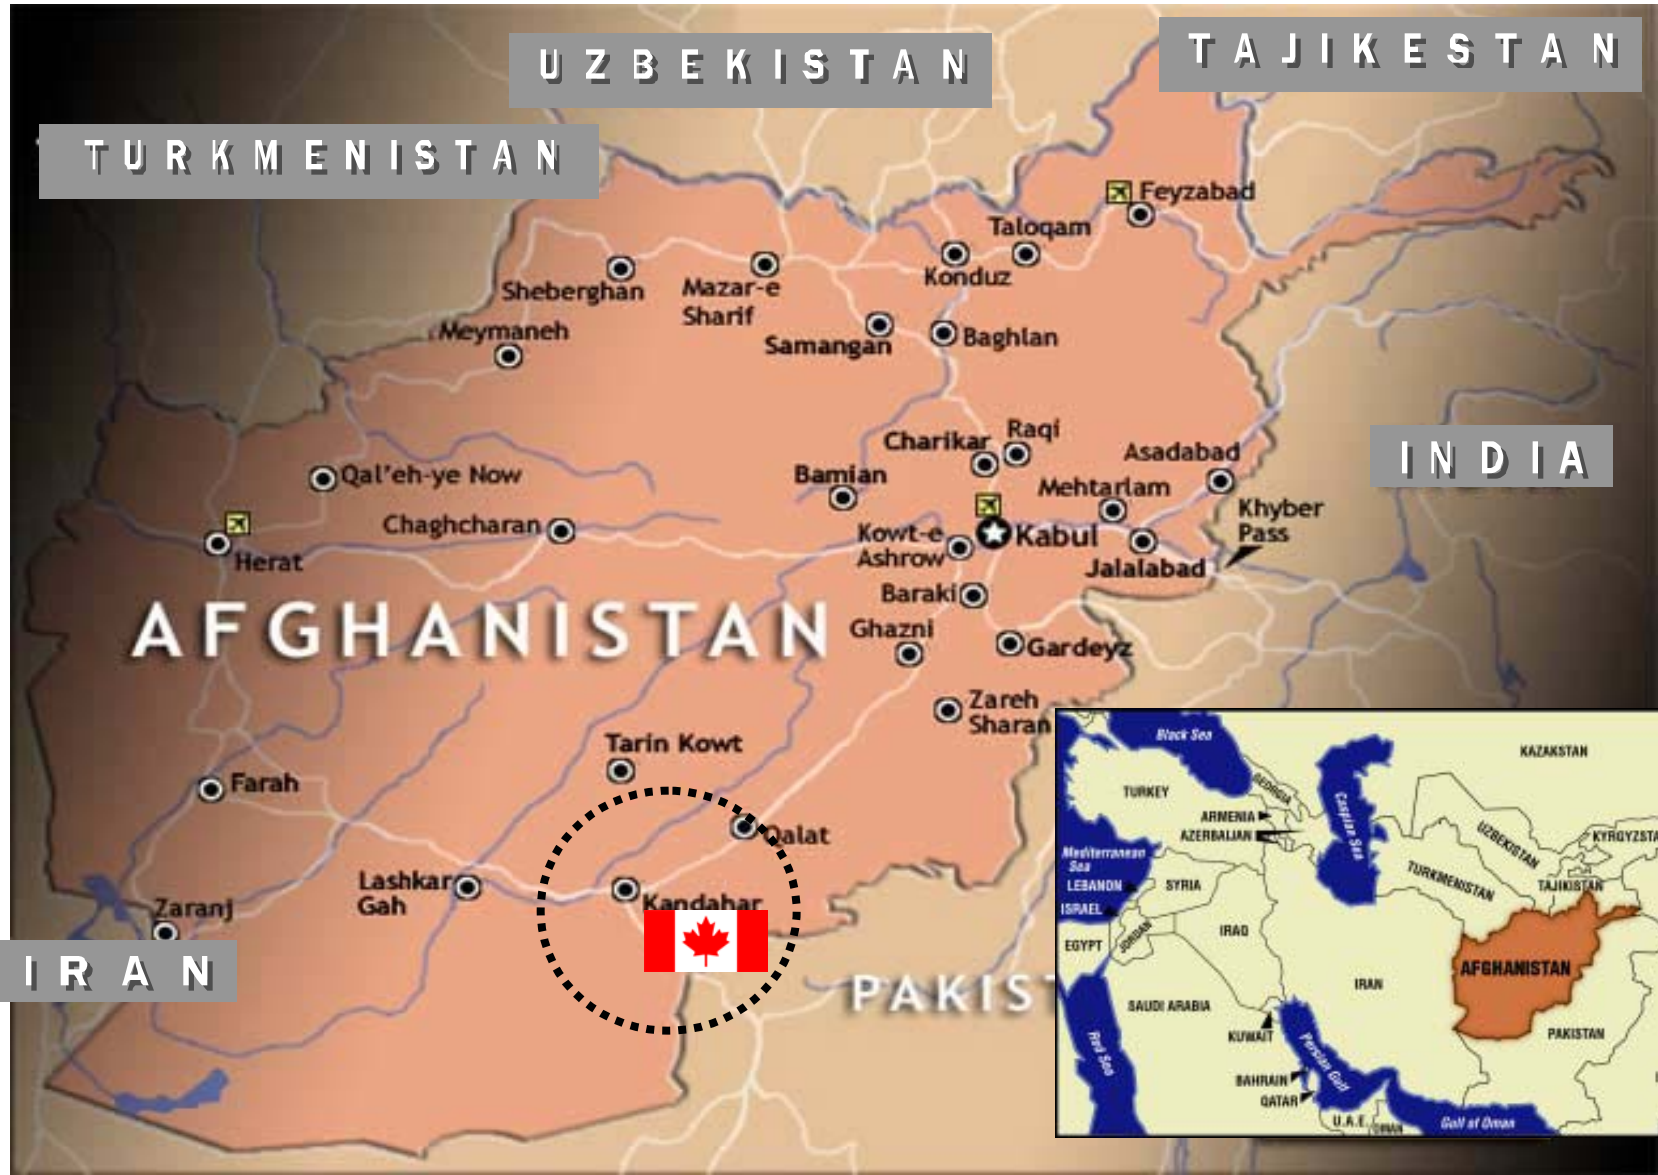 UZBEKISTAN
TAJIKESTAN
TURKMENISTAN
Feyzabad
Taloqam
Konduz
Sheberghan
Mazar-e
Sharif
Meymaneh
Samangan
Baghlan
Charikar
Raqi
Asadabad
INDIA
Qal'eh-ye Now
Bamian
Mehtarlam
Khyber
Pass
Chaghcharan
Kowt-e
Ashrow
Kabul
Herat
Jalalabad
Baraki
AFGHANISTAN
Ghazni
Gardeyz
Zareh
Sharan
Tarin Kowt
Farah
Qalat
Lashkar
Gah
Kandahar
Zaranj
IRAN
PAKIST
Black Sea
KAZAKSTAN
TURKEY
GEORGIA
Caspian Sea
ARMENIA
AZERBAIJAN
UZBEKISTAN
KYRGYZSTA
Mediterranean
Sea
LEBANON
SYRIA
TURKMENISTAN
TAJIKISTAN
ISRAEL
EGYPT
JORDAN
IRAQ
AFGHANISTAN
IRAN
SAUDI ARABIA
KUWAIT
PAKISTAN
Red Sea
Persian Gulf
BAHRAIN
QATAR
U.A.E.
OMAN
Gulf of Oman